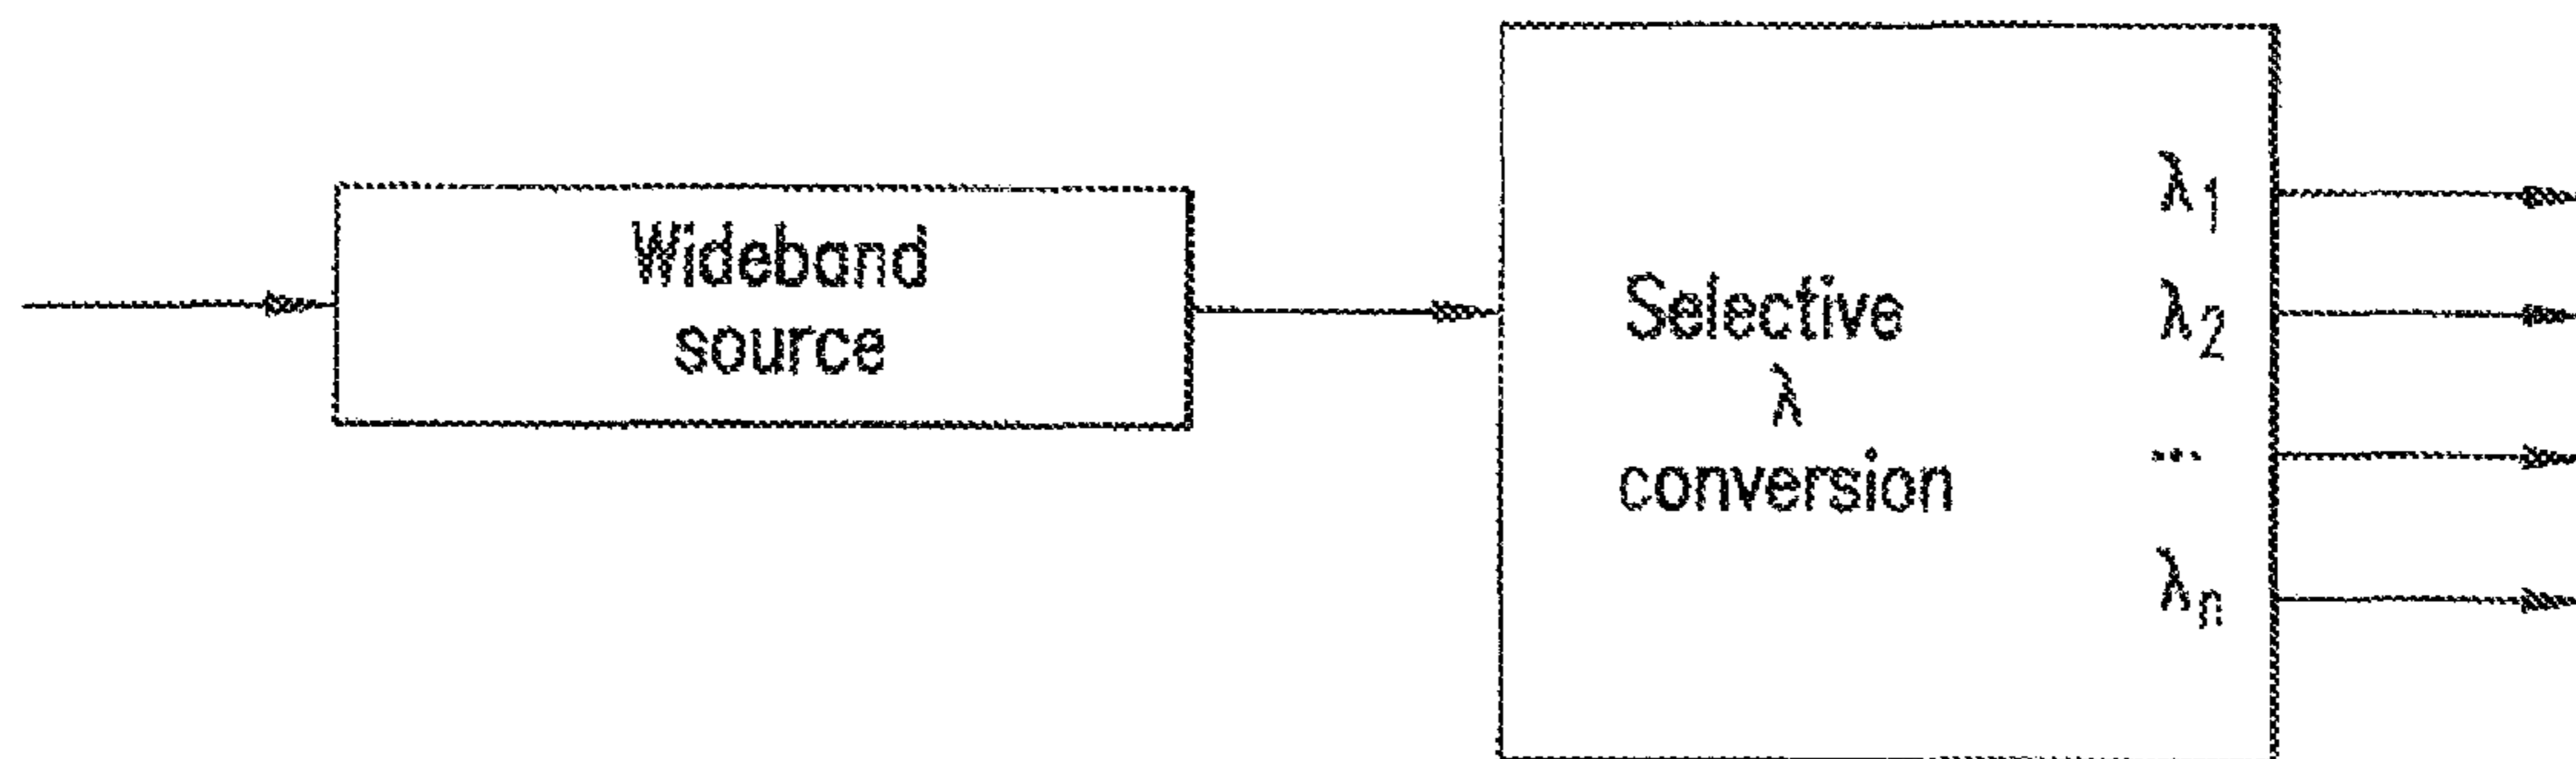 Wideband
source
Selective
λ
conversion
λ1
λ2
...
λn